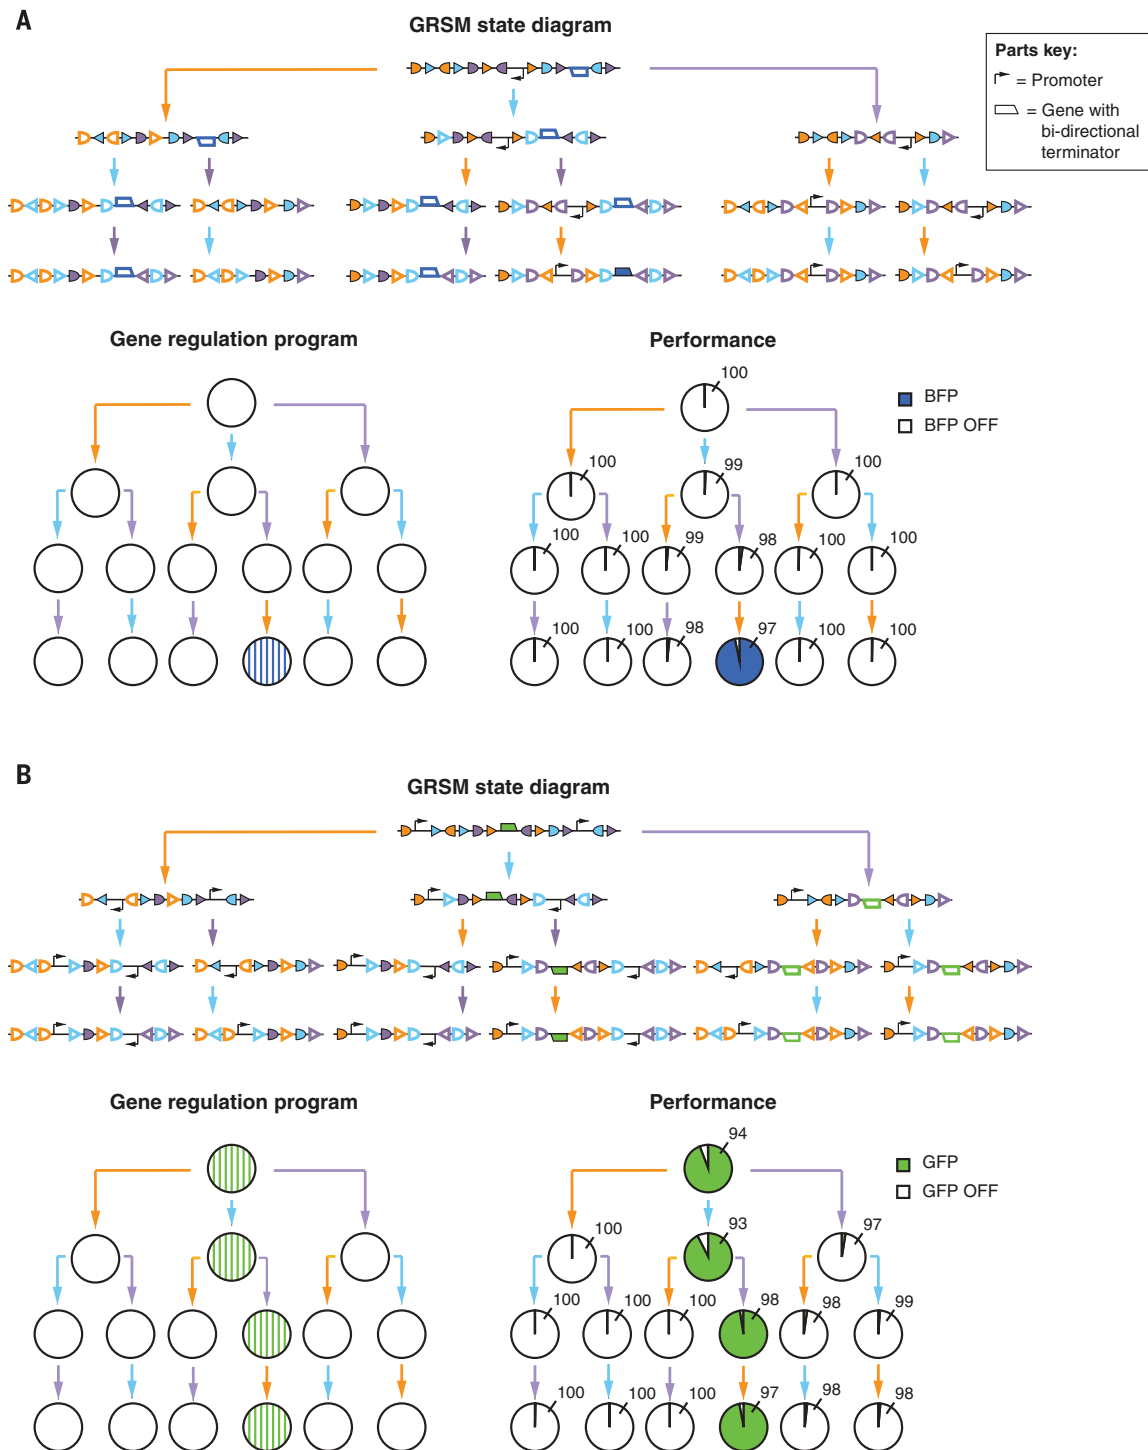 A
GRSM state diagram
Parts key:
= Promoter
= Gene with
bi-directional
terminator
Gene regulation program
Performance
100
BFP
BFP OFF
100
99
100
100
100
99
98
100
100
100
100
98
97
100
100
B
GRSM state diagram
Gene regulation program
Performance
94
GFP
GFP OFF
100
93
97
100
100
100
98
98
99
100
100
100
97
98
98